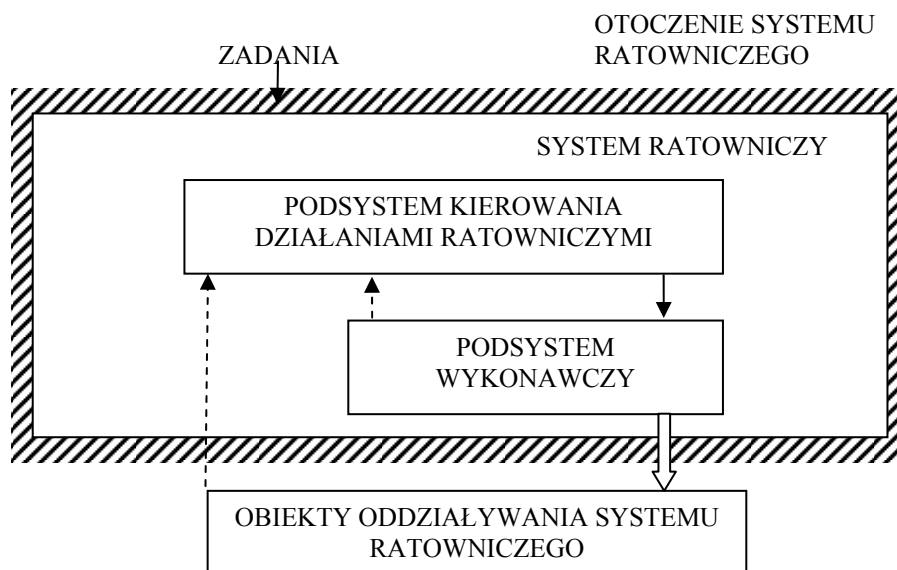 OTOCZENIE SYSTEMU
RATOWNICZEGO
ZADANIA
SYSTEM RATOWNICZY
PODSYSTEM KIEROWANIA
DZIAŁANIAMI RATOWNICZYMI
PODSYSTEM
WYKONAWCZY
OBIEKTY ODDZIAŁYWANIA SYSTEMU
RATOWNICZEGO